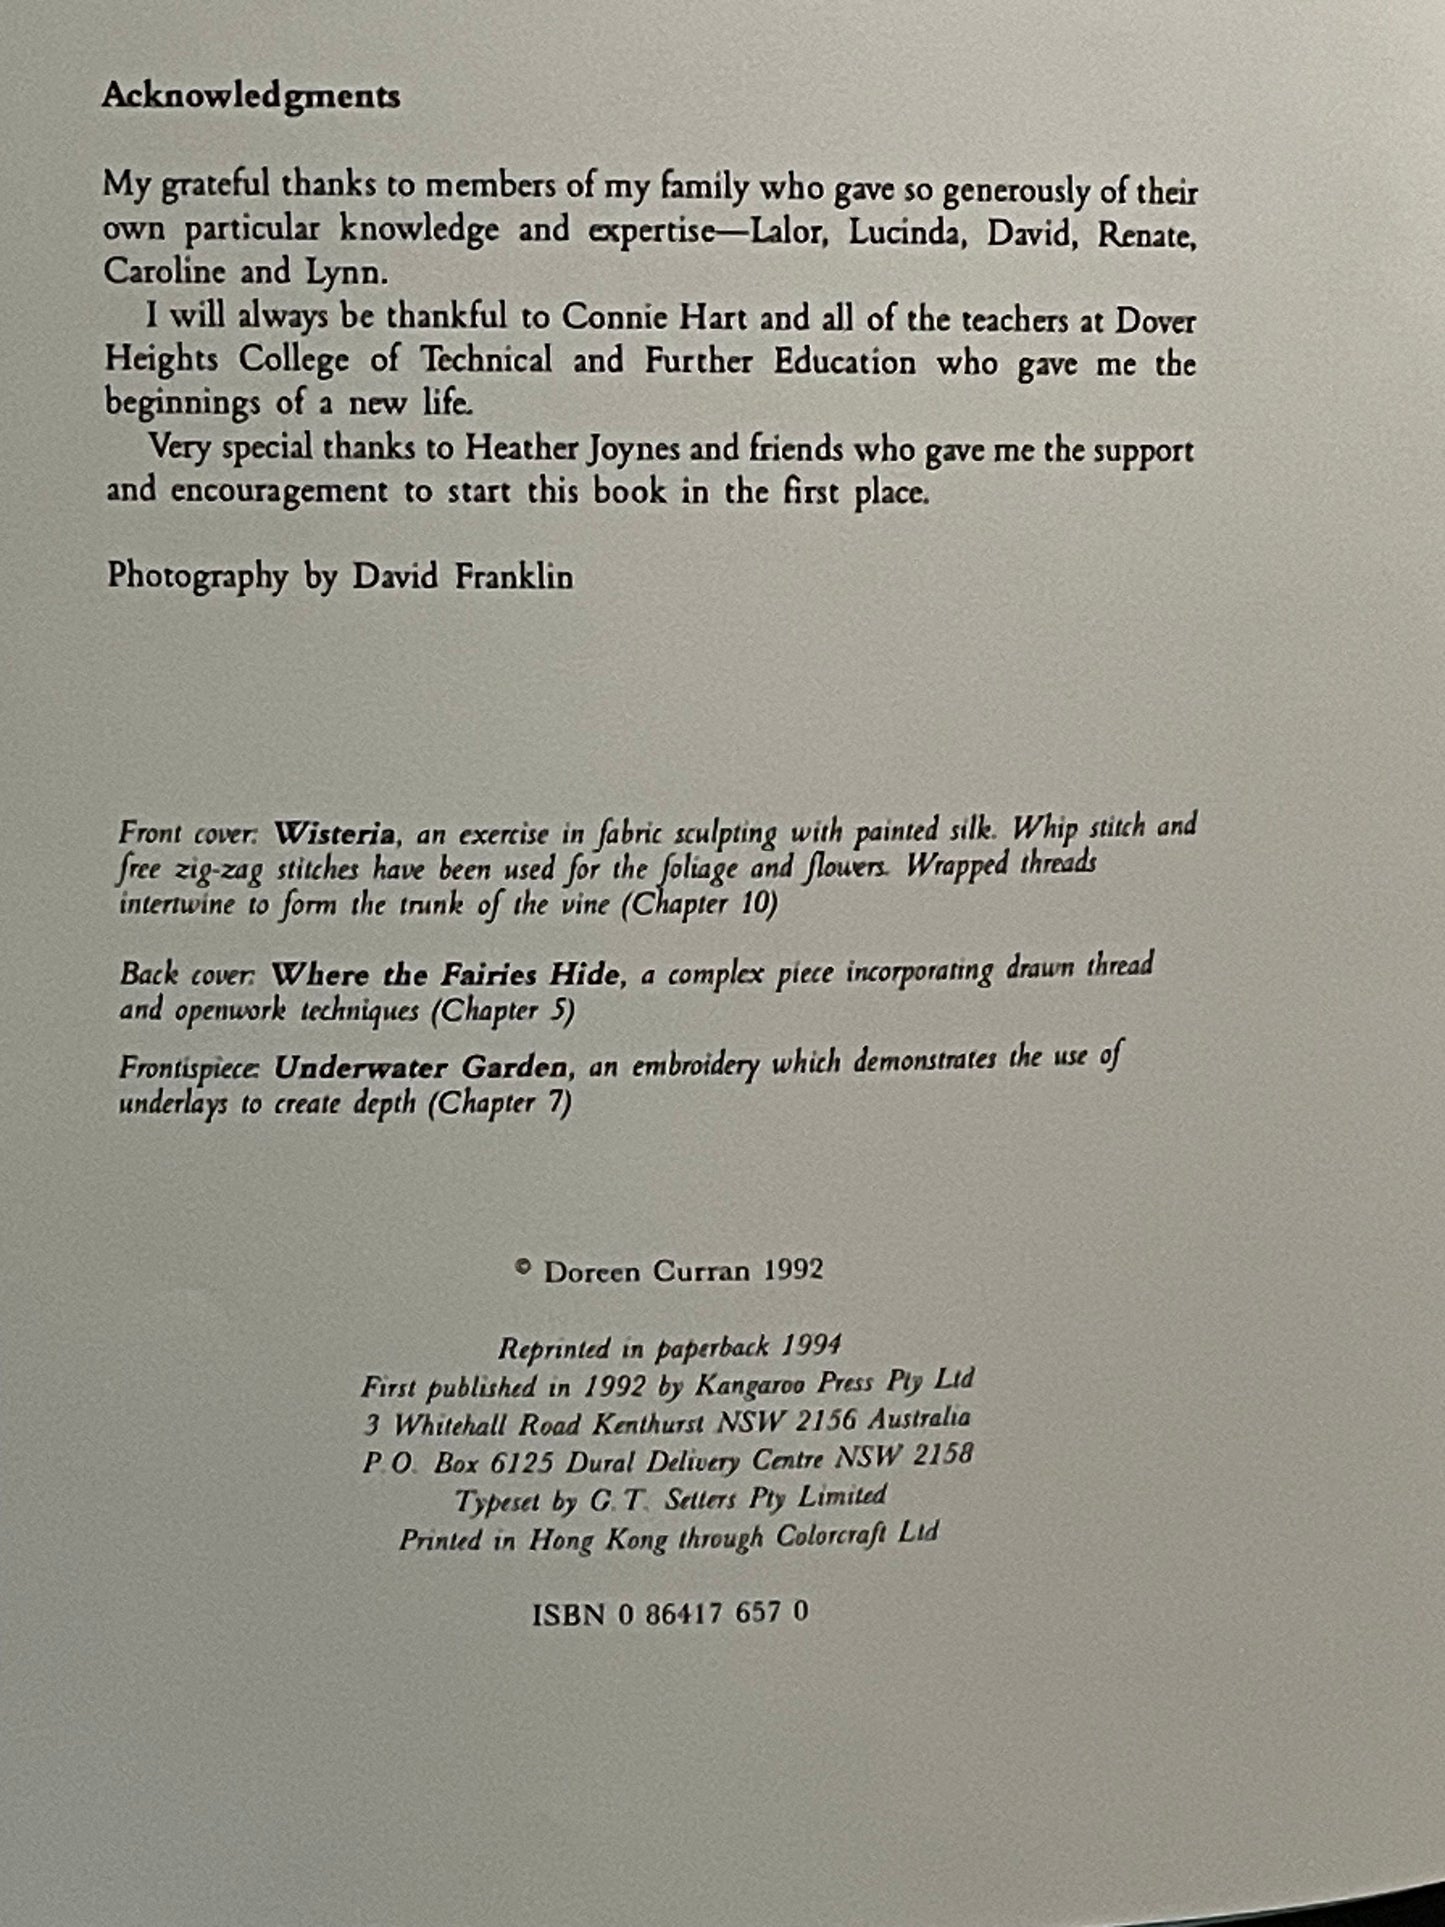 Acknowledgments
My grateful thanks to members of my family who gave so generously of their
own particular knowledge and expertise—Lalor, Lucinda, David, Renate,
Caroline and Lynn.
I will always be thankful to Connie Hart and all of the teachers at Dover
Heights College of Technical and Further Education who gave me the
beginnings of a new life.
Very special thanks to Heather Joynes and friends who gave me the support
and encouragement to start this book in the first place.
Photography by David Franklin
Front cover: Wisteria, an exercise in fabric sculpting with painted silk. Whip stitch and
free zig-zag stitches have been used for the foliage and flowers. Wrapped threads
intertwine to form the trunk of the vine (Chapter 10)
Back cover: Where the Fairies Hide, a complex piece incorporating drawn thread
and openwork techniques (Chapter 5)
Frontispiece: Underwater Garden, an embroidery which demonstrates the use of
underlays to create depth (Chapter 7)
© Doreen Curran 1992
Reprinted in paperback 1994
First published in 1992 by Kangaroo Press Pty Ltd
3 Whitehall Road Kenthurst NSW 2156 Australia
P.O. Box 6125 Dural Delivery Centre NSW 2158
Typeset by G.T. Setters Pty Limited
Printed in Hong Kong through Colorcraft Ltd
ISBN 0 86417 657 0